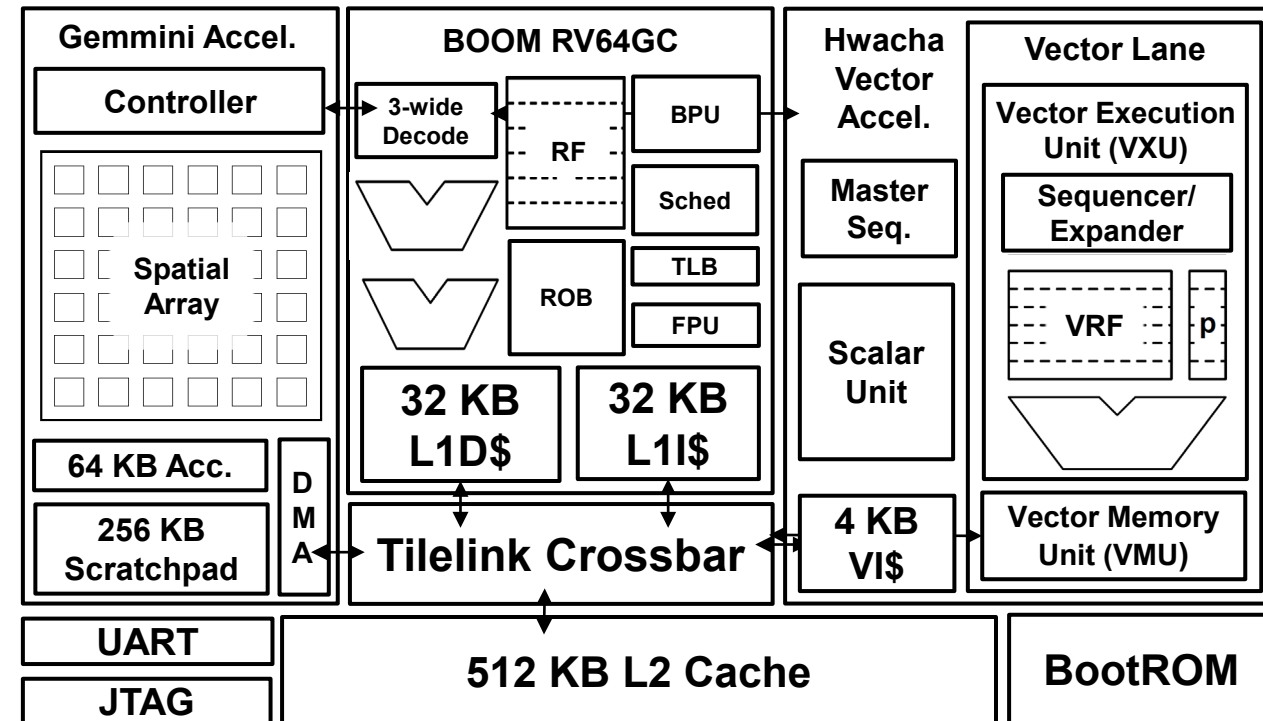 Gemmini Accel.
Controller
Spatial
Array
64 KB Acc.
256 KB
Scratchpad
D
M
A
BOOM RV64GC
3-wide
Decode
RF
BPU
Sched
ROB
TLB
FPU
32 KB
L1D$
32 KB
L1I$
Tilelink Crossbar
Hwacha
Vector
Accel.
Master
Seq.
Scalar
Unit
4 KB
VI$
Vector Lane
Vector Execution
Unit (VXU)
Sequencer/
Expander
VRF
p
Vector Memory
Unit (VMU)
UART
JTAG
512 KB L2 Cache
BootROM